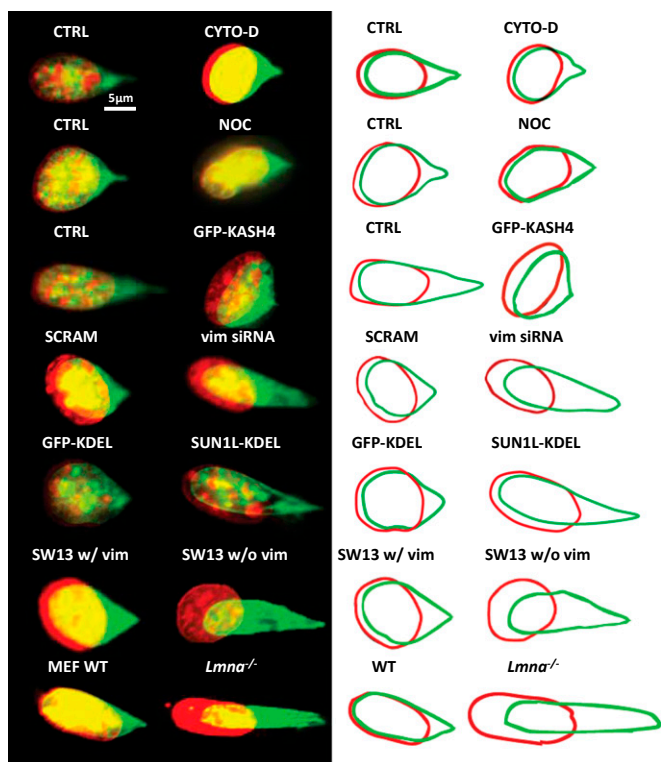 CTRL CYTO-D CTRL CYTO-D
5μm
CTRL NOC CTRL NOC
CTRL GFP-KASH4 CTRL GFP-KASH4
SCRAM vim siRNA SCRAM vim siRNA
GFP-KDEL SUN1L-KDEL GFP-KDEL SUN1L-KDEL
SW13 w/ vim SW13 w/o vim SW13 w/ vim SW13 w/o vim
MEF WT Lmna-/- WT Lmna-/-